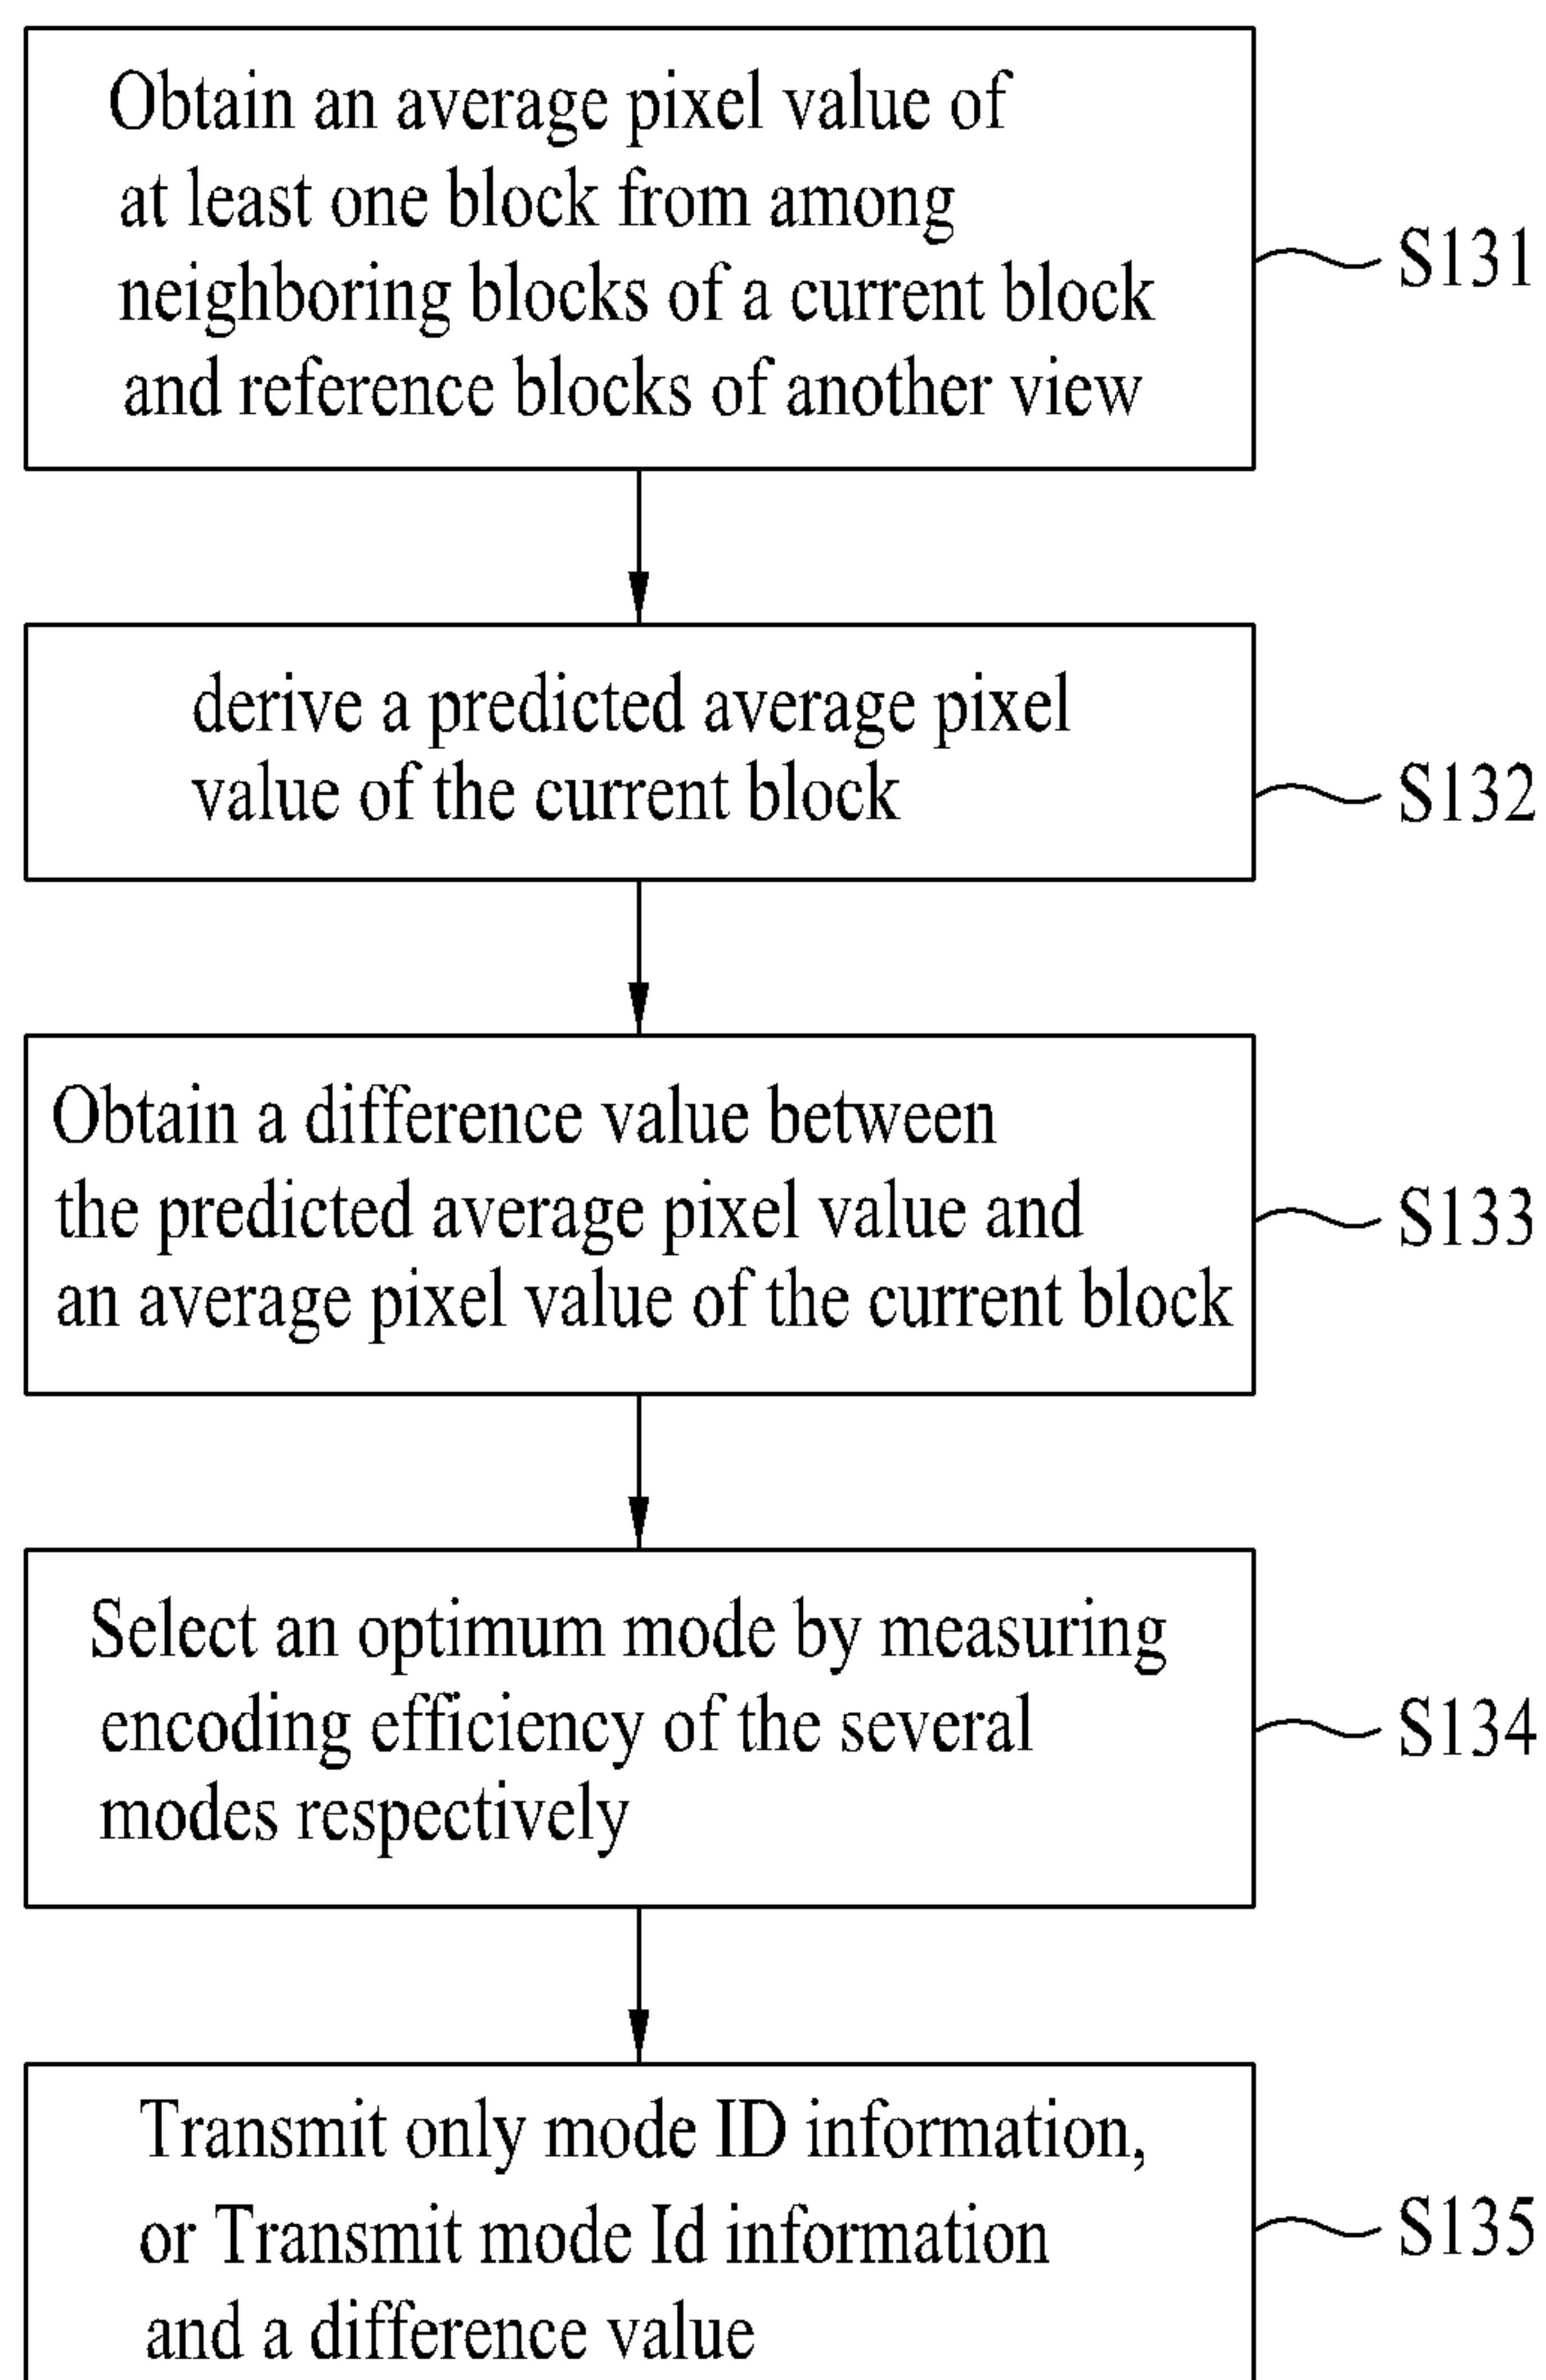 Obtain an average pixel value of
at least one block from among
neighboring blocks of a current block
and reference blocks of another view
S131
derive a predicted average pixel
value of the current block
S132
Obtain a difference value between
the predicted average pixel value and
an average pixel value of the current block
S133
Select an optimum mode by measuring
encoding efficiency of the several
modes respectively
S134
Transmit only mode ID information,
or Transmit mode Id information
and a difference value
S135